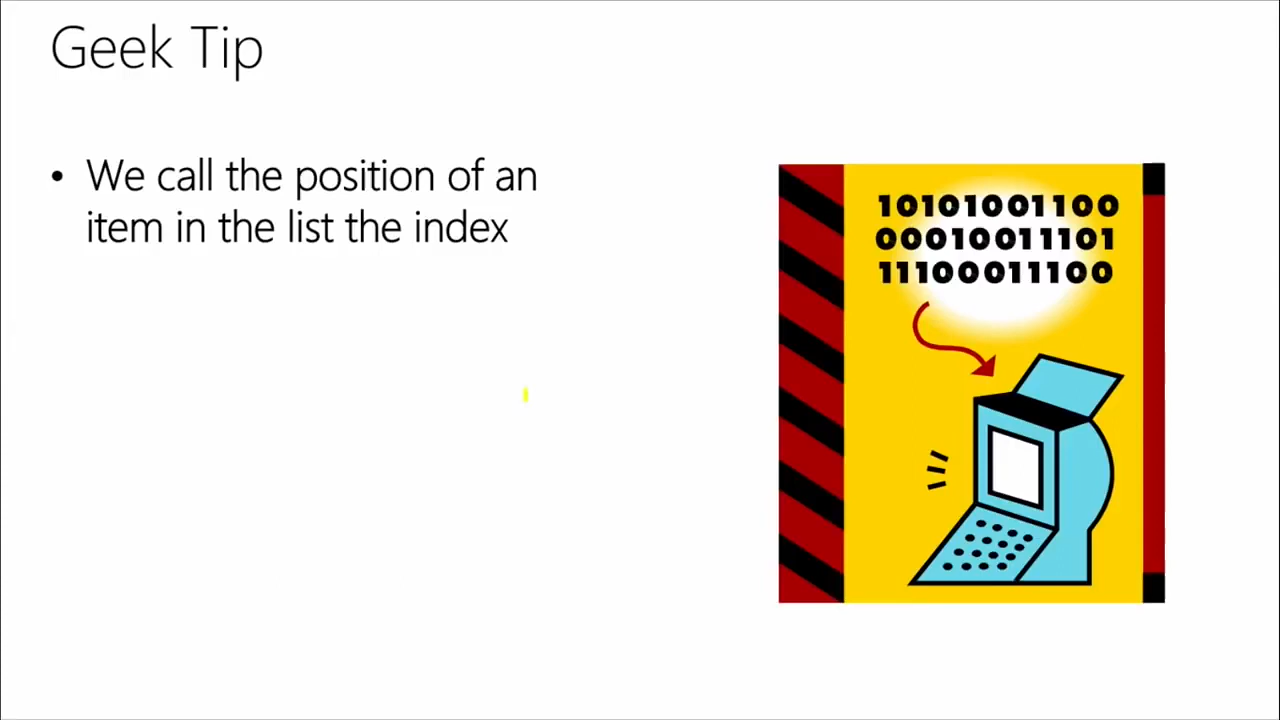 Geek Tip
• We call the position of an
item in the list the index
10101001100
00010011101
11100011100